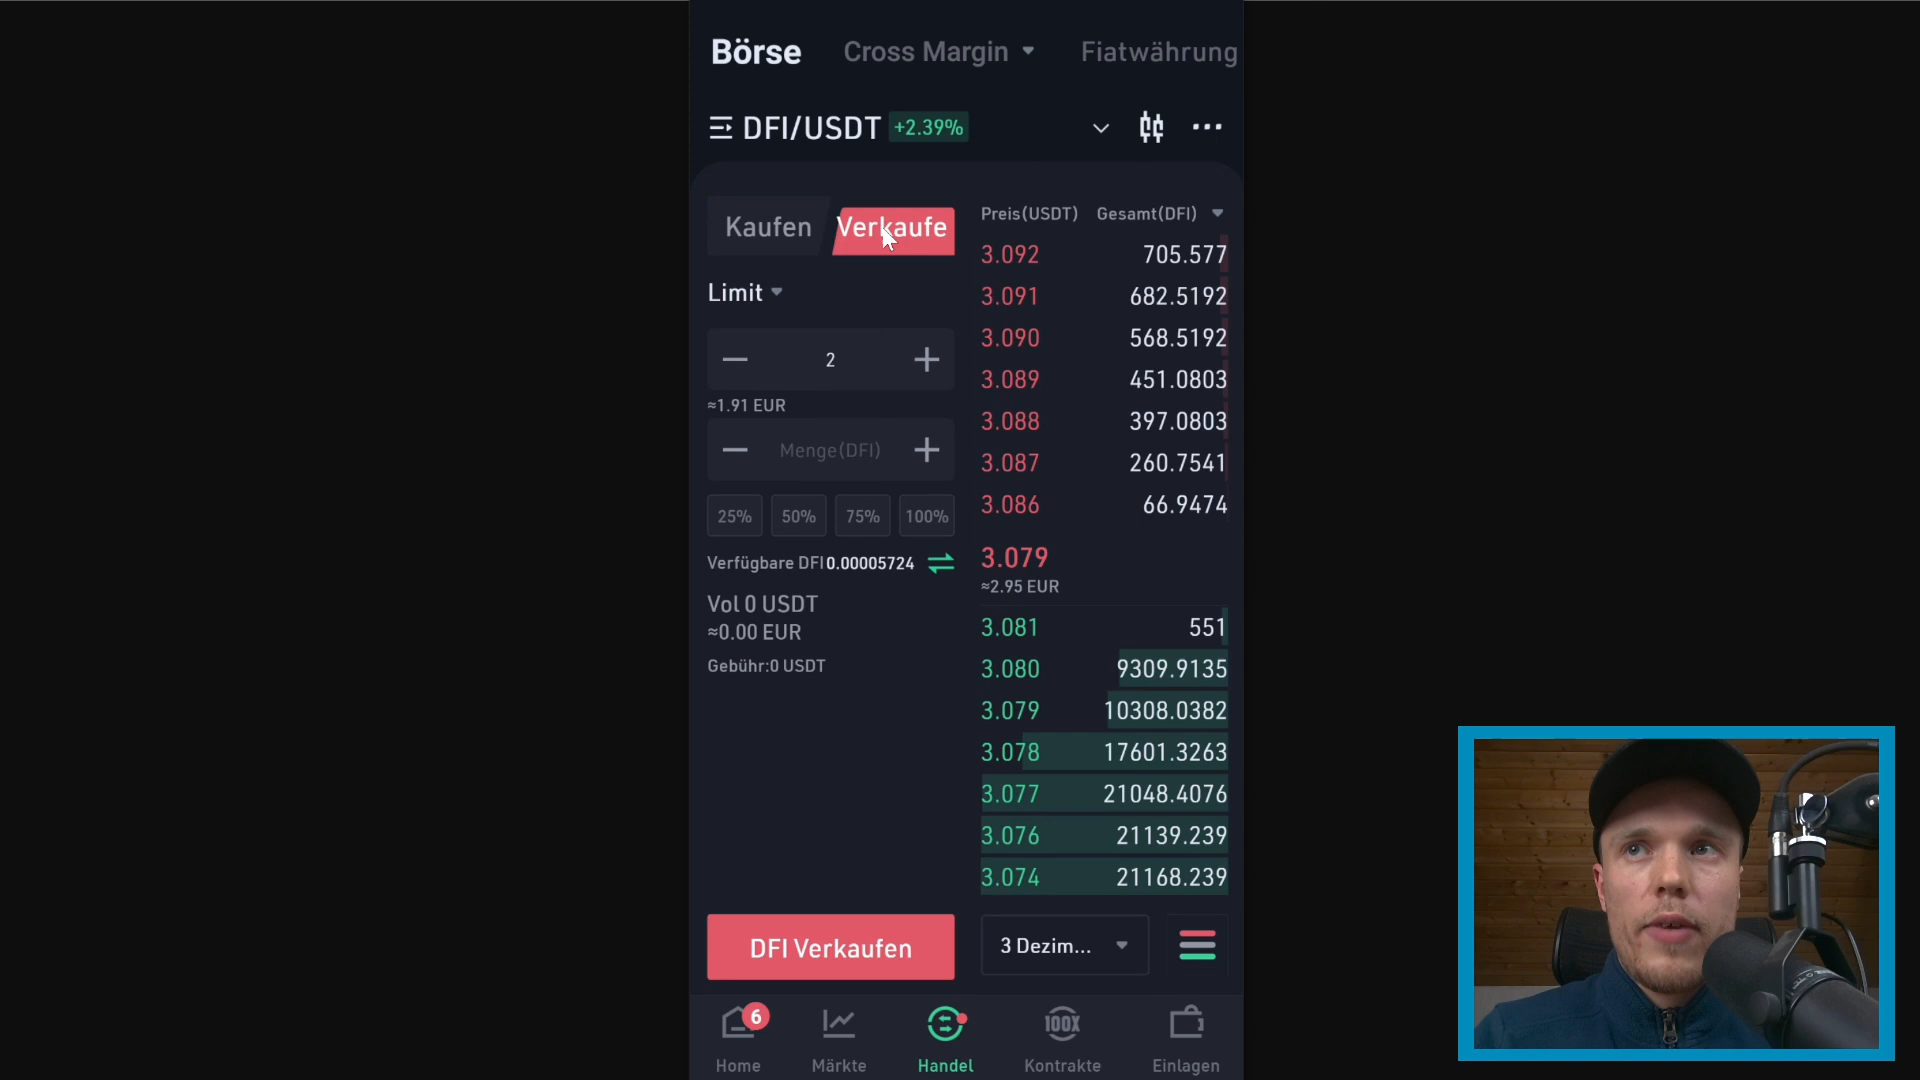 Börse Cross Margin Fiatwährung
DFI/USDT +2.39%
Kaufen Verkaufe
Limit
2
≈1.91 EUR
Menge(DFI)
25% 50% 75% 100%
Verfügbare DFI 0.00005724
Vol 0 USDT
≈0.00 EUR
Gebühr:0 USDT
DFI Verkaufen
Preis(USDT) Gesamt(DFI)
3.092 705.577
3.091 682.5192
3.090 568.5192
3.089 451.0803
3.088 397.0803
3.087 260.7541
3.086 66.9474
3.079
≈2.95 EUR
3.081 551
3.080 9309.9135
3.079 10308.0382
3.078 17601.3263
3.077 21048.4076
3.076 21139.239
3.074 21168.239
3 Dezim...
6 100X
Home Märkte Handel Kontrakte Einlagen